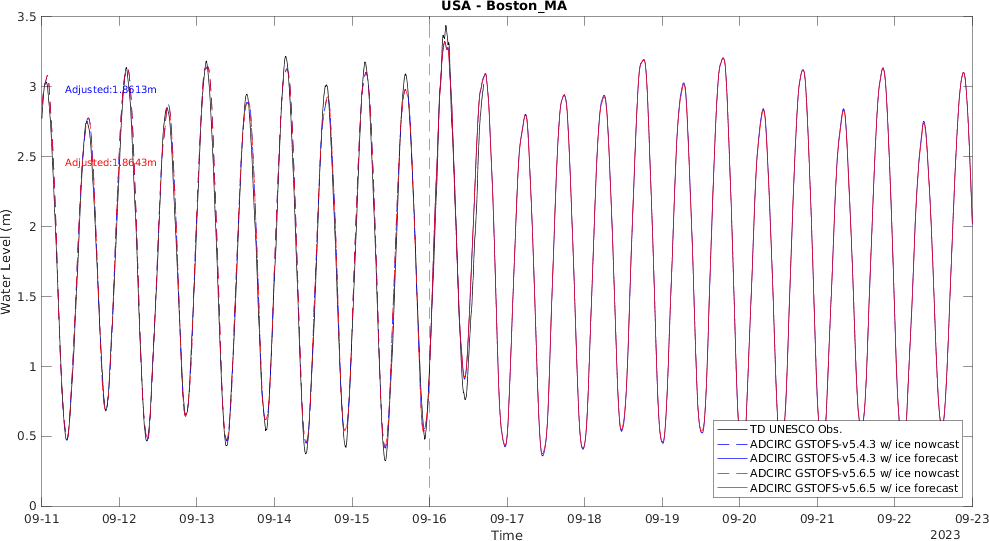 USA - Boston_MA
3.5
3
2.5
2
1.5
1
0.5
0
Water Level (m)
Adjusted:1.8613m
Adjusted:1.8643m
TD UNESCO Obs.
ADCIRC GSTOFS-v5.4.3 w/ ice nowcast
ADCIRC GSTOFS-v5.4.3 w/ ice forecast
ADCIRC GSTOFS-v5.6.5 w/ ice nowcast
ADCIRC GSTOFS-v5.6.5 w/ ice forecast
09-11 09-12 09-13 09-14 09-15 09-16 09-17 09-18 09-19 09-20 09-21 09-22 09-23
Time
2023